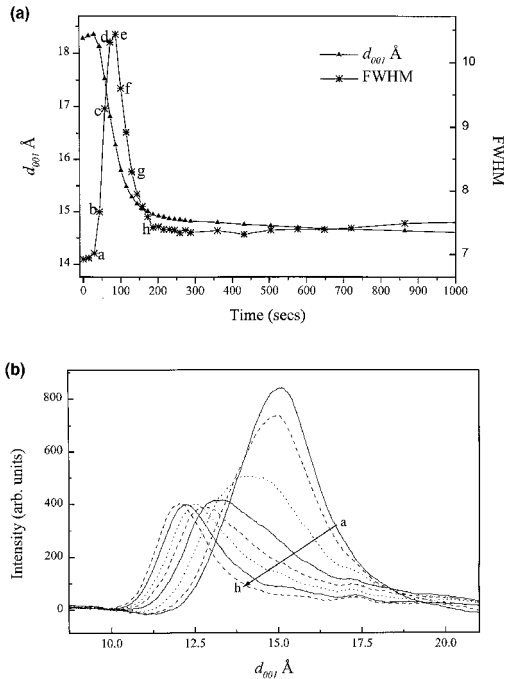 (a)
18
17
16
15
14
d001 Å
d001 Å
FWHM
a
b
c
d
e
f
g
h
10
9
8
7
FWHM
0 100 200 300 400 500 600 700 800 900 1000
Time (secs)
(b)
800
600
400
200
0
Intensity (arb. units)
a
h
10.0 12.5 15.0 17.5 20.0
d001 Å